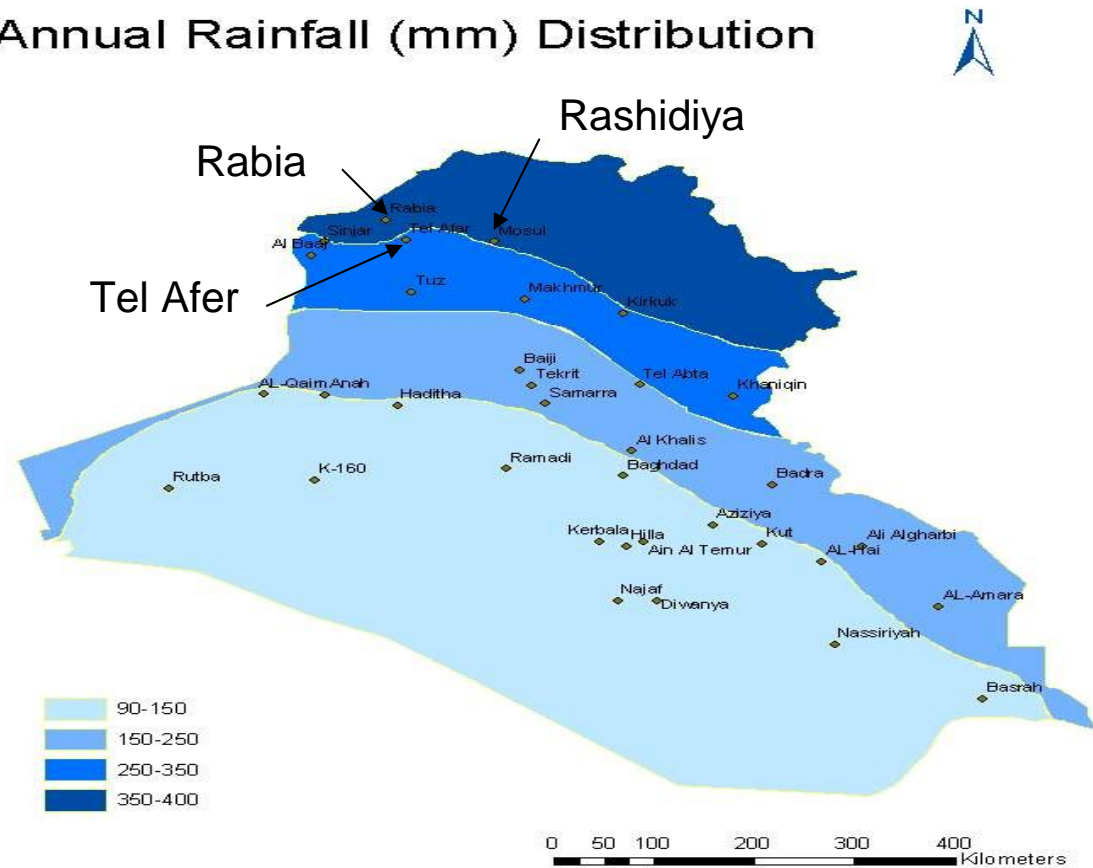 Annual Rainfall (mm) Distribution
N
Rashidiya
Rabia
Rabia
Sinjar
Tel Afar
Mosul
Al Baaj
Tel Afer
Tuz
Makhmur
Kirkuk
Baiji
Tekrit
Tel Abta
Khaniqin
AL-Qaim
Anah
Haditha
Samarra
Al Khalis
Ramadi
Baghdad
Badra
Rutba
K-160
Aziziya
Kerbala
Hilla
Kut
Ali Algharbi
Ain Al Temur
AL-Hai
Najaf
Diwanya
AL-Amara
Nassiriyah
Basrah
90-150
150-250
250-350
350-400
0 50 100 200 300 400
Kilometers